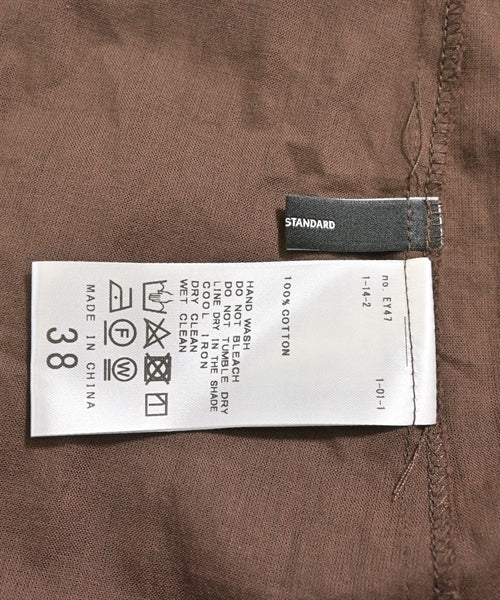 STANDARD
no. EY47
1-01-1
1-14-2
100% COTTON
HAND WASH
DO NOT BLEACH
DO NOT TUMBLE DRY
LINE DRY IN THE SHADE
COOL IRON
DRY CLEAN
WET CLEAN
F
W
MADE IN CHINA
38